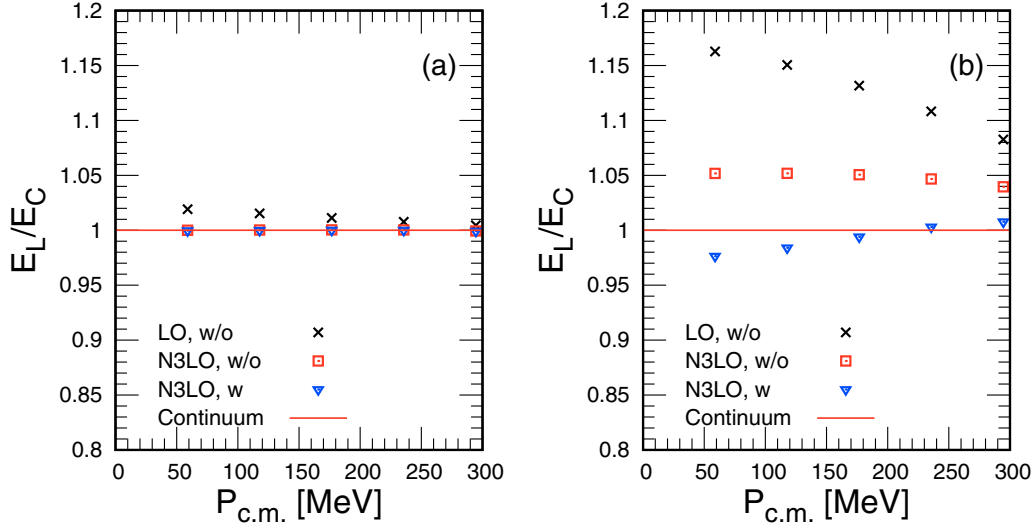 1.2
1.15
1.1
1.05
1
0.95
0.9
0.85
0.8
E_L/E_C
(a)
LO, w/o
N3LO, w/o
N3LO, w
Continuum
0 50 100 150 200 250 300
P_c.m. [MeV]
1.2
1.15
1.1
1.05
1
0.95
0.9
0.85
0.8
E_L/E_C
(b)
LO, w/o
N3LO, w/o
N3LO, w
Continuum
0 50 100 150 200 250 300
P_c.m. [MeV]